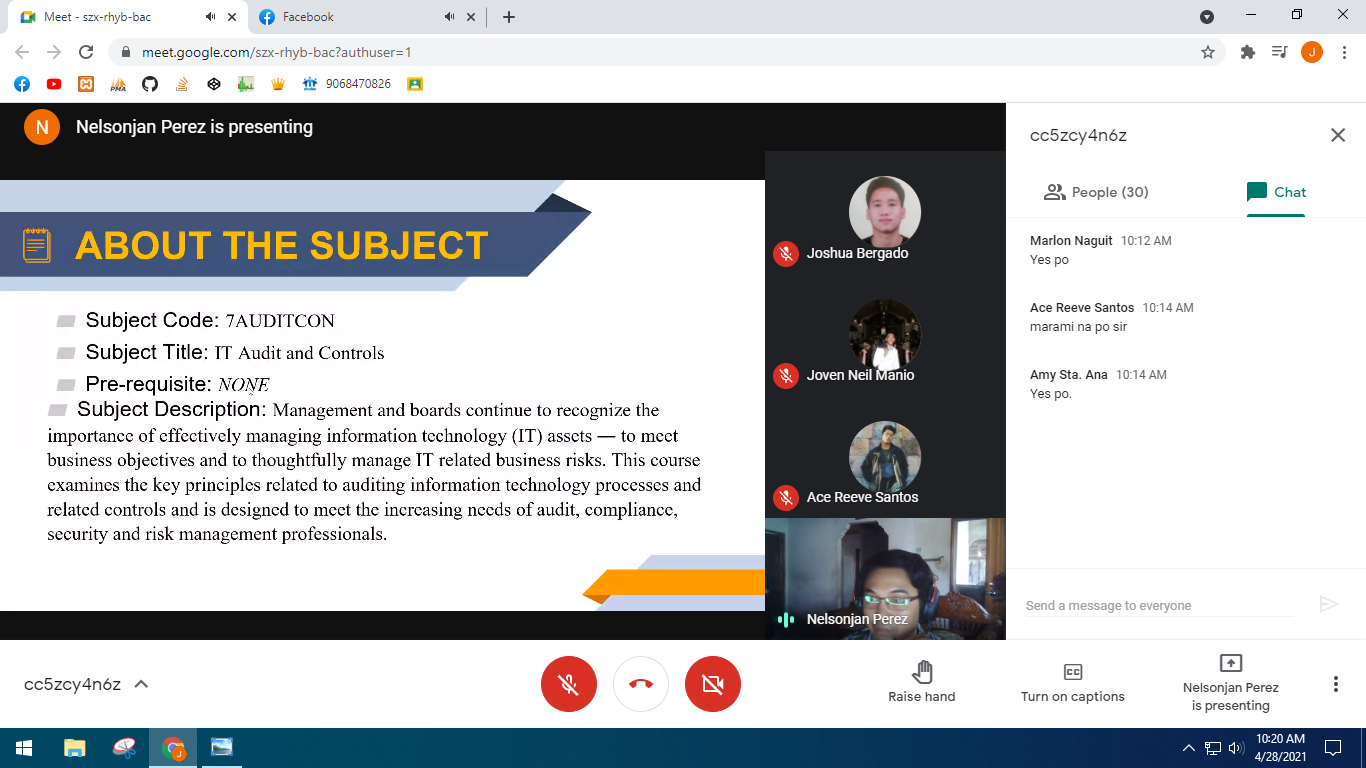 Meet - szx-rhyb-bac
Facebook
meet.google.com/szx-rhyb-bac?authuser=1
J
PMA
9068470826
N
Nelsonjan Perez is presenting
ABOUT THE SUBJECT
Subject Code: 7AUDITCON
Subject Title: IT Audit and Controls
Pre-requisite: NONE
Subject Description: Management and boards continue to recognize the
importance of effectively managing information technology (IT) assets — to meet
business objectives and to thoughtfully manage IT related business risks. This course
examines the key principles related to auditing information technology processes and
related controls and is designed to meet the increasing needs of audit, compliance,
security and risk management professionals.
Joshua Bergado
Joven Neil Manio
Ace Reeve Santos
Nelsonjan Perez
cc5zcy4n6z
People (30)
Chat
Marlon Naguit 10:12 AM
Yes po
Ace Reeve Santos 10:14 AM
marami na po sir
Amy Sta. Ana 10:14 AM
Yes po.
Send a message to everyone
cc5zcy4n6z
Raise hand
CC
Turn on captions
Nelsonjan Perez
is presenting
J
10:20 AM
4/28/2021